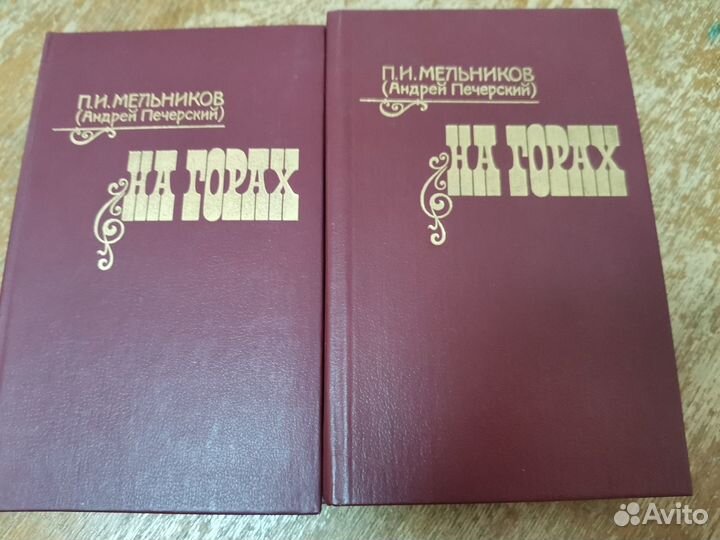 П.И. МЕЛЬНИКОВ
(Андрей Печерский)
НА ГОРАХ
П.И. МЕЛЬНИКОВ
(Андрей Печерский)
НА ГОРАХ
Avito